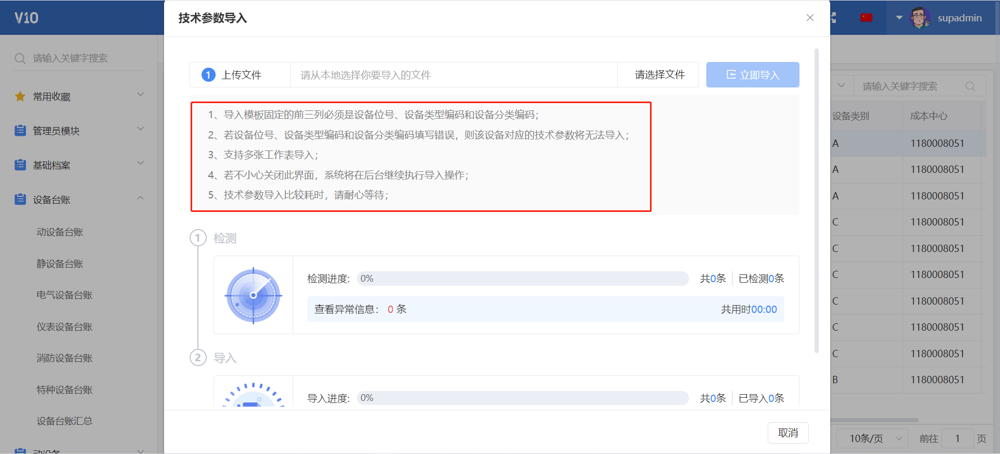 V10
技术参数导入
supadmin
请输入关键字搜索
常用收藏
管理员模块
基础档案
设备台账
动设备台账
静设备台账
电气设备台账
仪表设备台账
消防设备台账
特种设备台账
设备台账汇总
动设备
1 上传文件
请从本地选择你要导入的文件
请选择文件
立即导入
1、导入模板固定的前三列必须是设备位号、设备类型编码和设备分类编码；
2、若设备位号、设备类型编码和设备分类编码填写错误，则该设备对应的技术参数将无法导入；
3、支持多张工作表导入；
4、若不小心关闭此界面，系统将在后台继续执行导入操作；
5、技术参数导入比较耗时，请耐心等待；
1 检测
检测进度: 0% 共0条 已检测0条
查看异常信息： 0 条 共用时00:00
2 导入
导入进度: 0% 共0条 已导入0条
取消
请输入关键字搜索
设备类别 成本中心
A 1180008051
A 1180008051
A 1180008051
C 1180008051
C 1180008051
C 1180008051
C 1180008051
C 1180008051
C 1180008051
B 1180008051
10条/页 前往 1 页